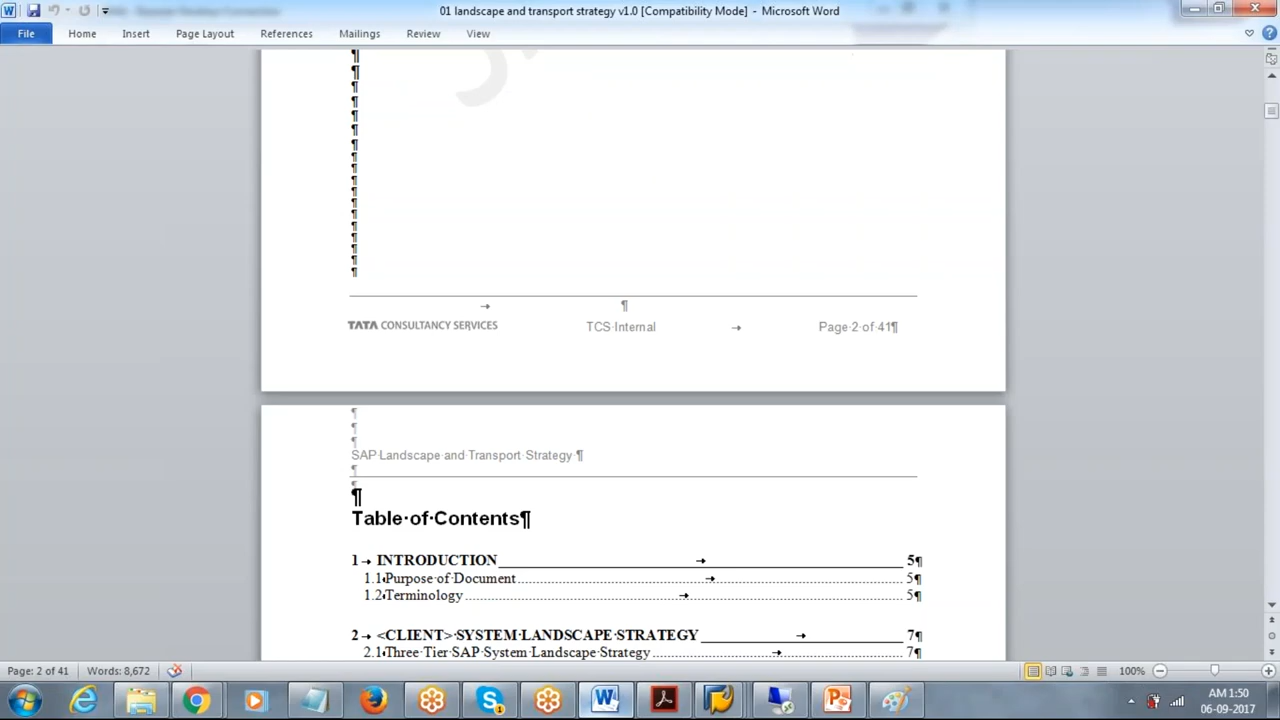 01 landscape and transport strategy v1.0 [Compatibility Mode] - Microsoft Word
File Home Insert Page Layout References Mailings Review View
TATA CONSULTANCY SERVICES TCS·Internal Page·2·of·41¶
SAP·Landscape·and·Transport·Strategy·¶
Table·of·Contents¶
1 → INTRODUCTION → 5¶
1.1 Purpose·of·Document → 5¶
1.2 Terminology → 5¶
2 → <CLIENT>·SYSTEM·LANDSCAPE·STRATEGY → 7¶
2.1 Three·Tier·SAP·System·Landscape·Strategy → 7¶
Page: 2 of 41 Words: 8,672 100%
AM 1:50
06-09-2017